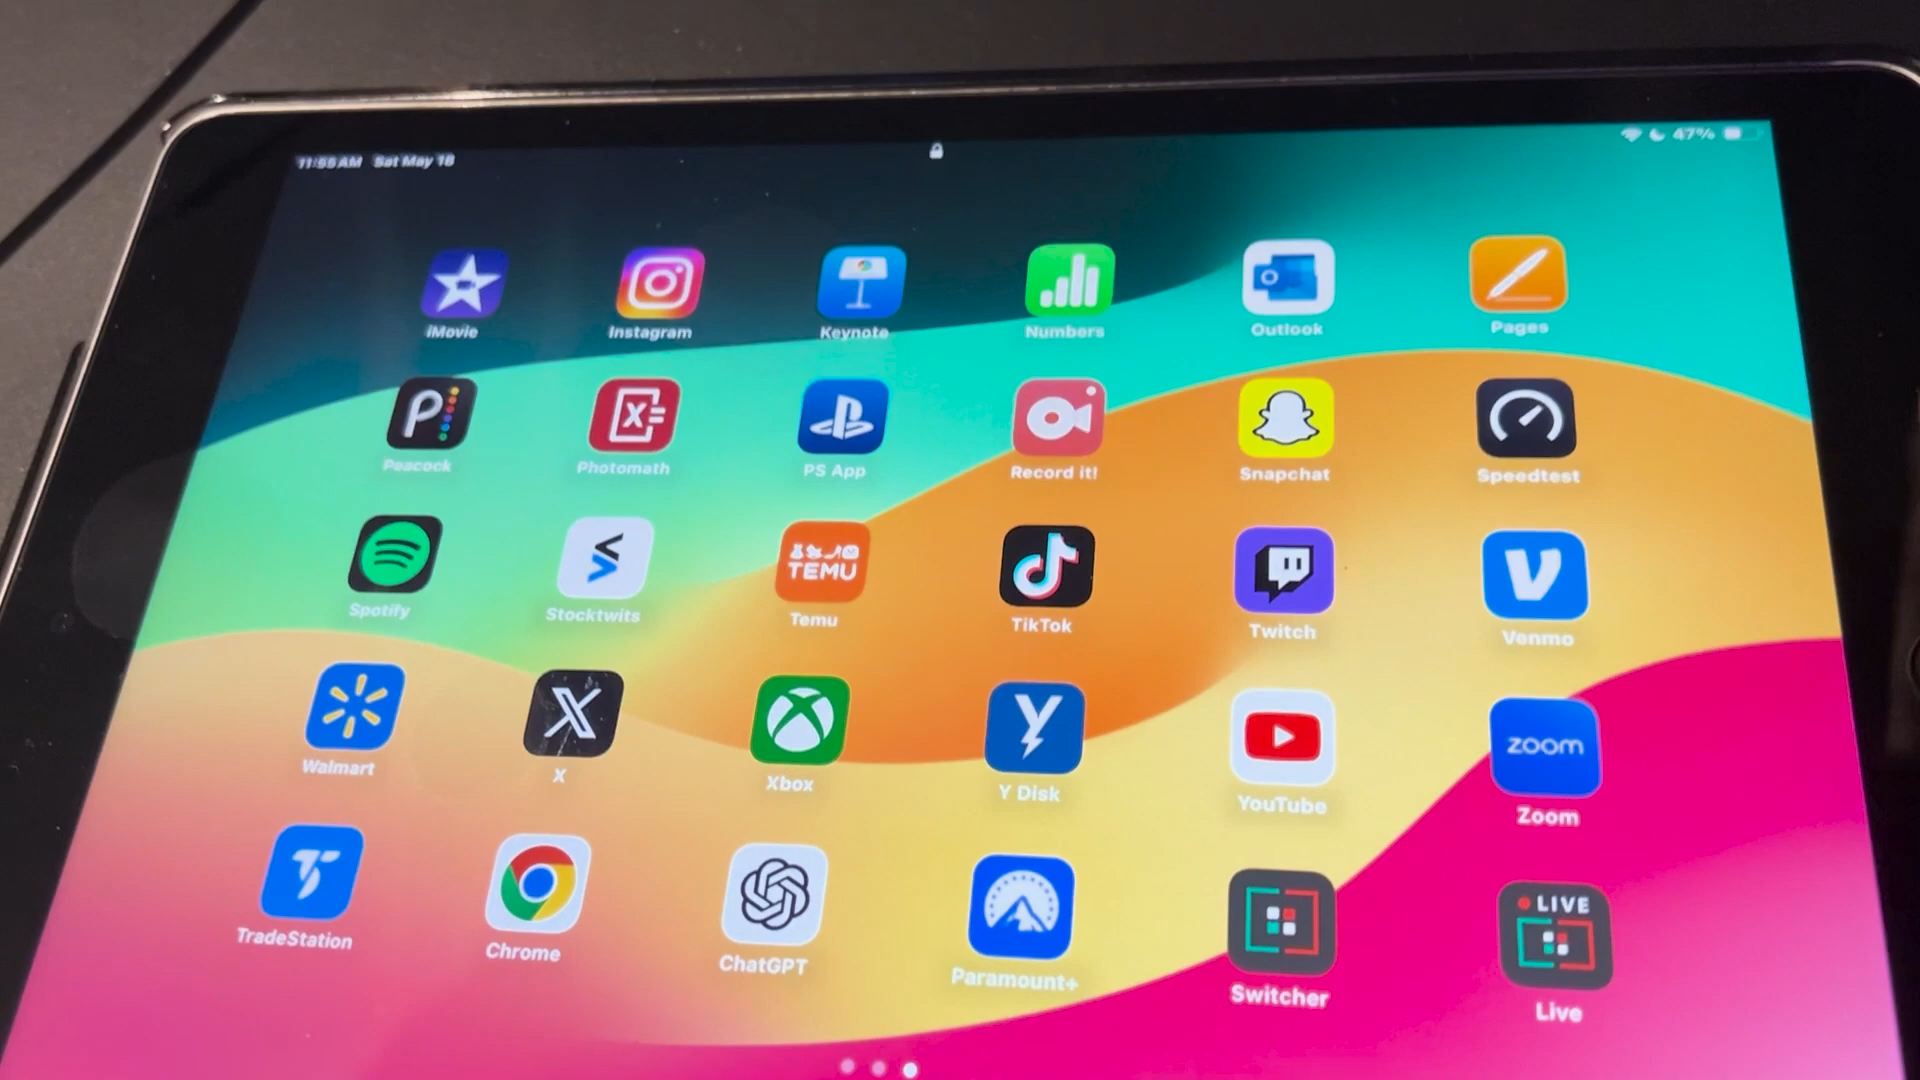 11:55 AM Sat May 18
47%
iMovie Instagram Keynote Numbers Outlook Pages
Peacock Photomath PS App Record it! Snapchat Speedtest
TEMU
Spotify Stocktwits Temu TikTok Twitch Venmo
zoom
Walmart X Xbox Y Disk YouTube Zoom
LIVE
TradeStation Chrome ChatGPT Paramount+ Switcher Live